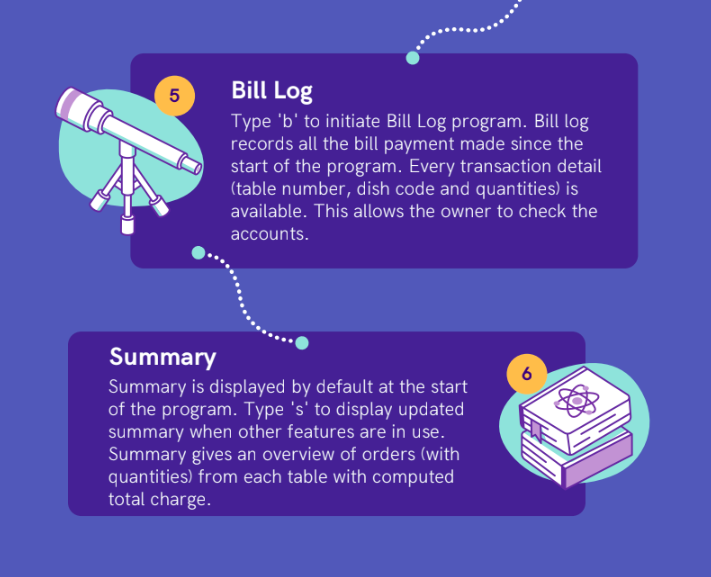 5
Bill Log
Type 'b' to initiate Bill Log program. Bill log
records all the bill payment made since the
start of the program. Every transaction detail
(table number, dish code and quantities) is
available. This allows the owner to check the
accounts.
Summary
6
Summary is displayed by default at the start
of the program. Type 's' to display updated
summary when other features are in use.
Summary gives an overview of orders (with
quantities) from each table with computed
total charge.